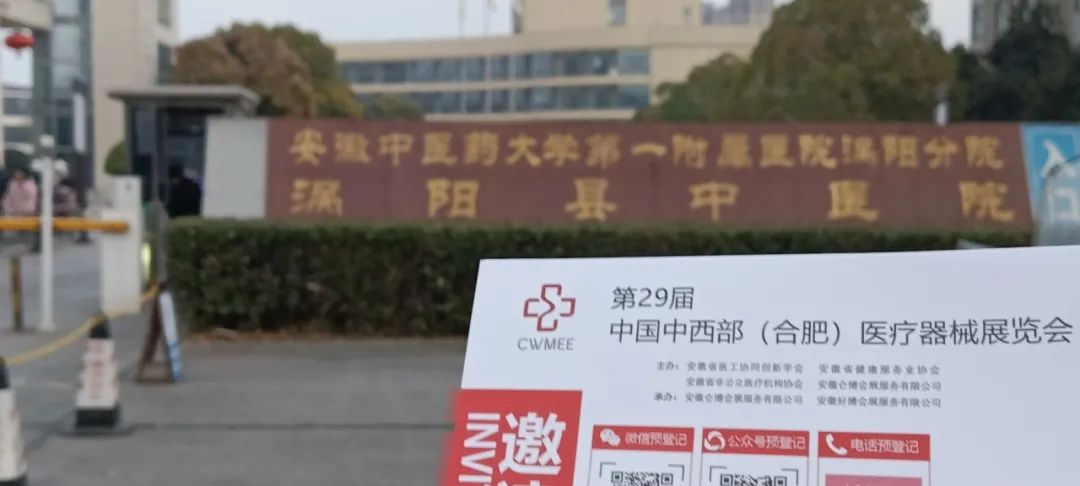 安徽中医药大学第一附属医院涡阳分院
涡阳县中医院
入口
CWMEE
第29届
中国中西部（合肥）医疗器械展览会
主办：安徽省医工协同创新学会 安徽省健康服务业协会
安徽省非公立医疗机构协会 安徽仑博会展服务有限公司
承办：安徽仑博会展服务有限公司 安徽好博会展服务有限公司
邀
INVI
微信预登记
公众号预登记
电话预登记